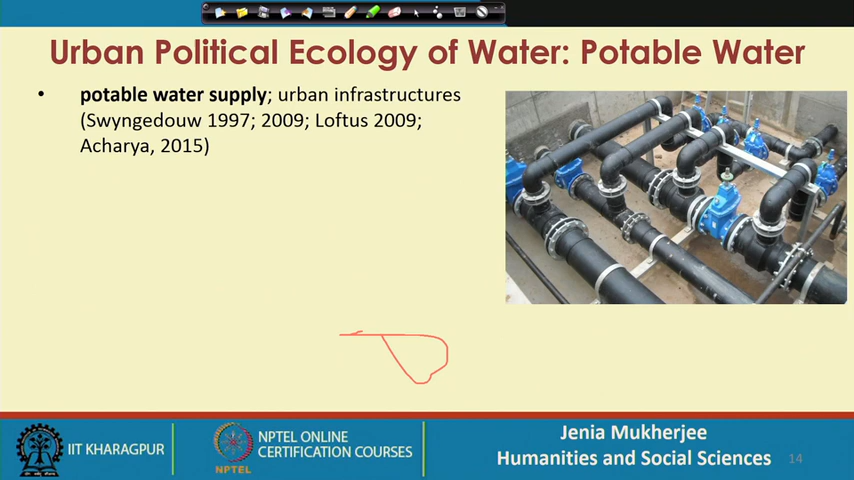 Urban Political Ecology of Water: Potable Water
• potable water supply; urban infrastructures
(Swyngedouw 1997; 2009; Loftus 2009;
Acharya, 2015)
IIT KHARAGPUR
NPTEL
NPTEL ONLINE
CERTIFICATION COURSES
Jenia Mukherjee
Humanities and Social Sciences
14